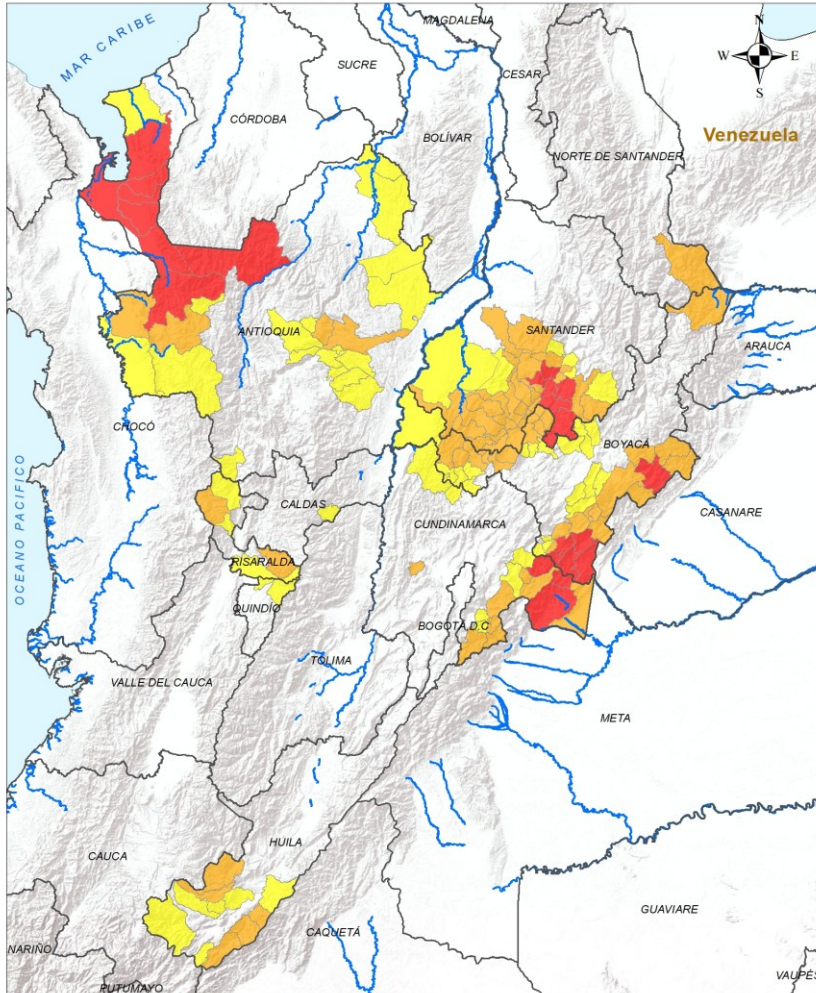 MAGDALENA
N
MAR CARIBE
SUCRE
CESAR
W
E
S
CÓRDOBA
BOLÍVAR
Venezuela
NORTE DE SANTANDER
ANTIOQUIA
SANTANDER
ARAUCA
CHOCÓ
BOYACÁ
OCEANO PACIFICO
CALDAS
CUNDINAMARCA
CASANARE
RISARALDA
QUINDÍO
BOGOTÁ,D.C
TOLIMA
VALLE DEL CAUCA
META
HUILA
CAUCA
GUAVIARE
CAQUETÁ
NARIÑO
PUTUMAYO
VAUPÉS